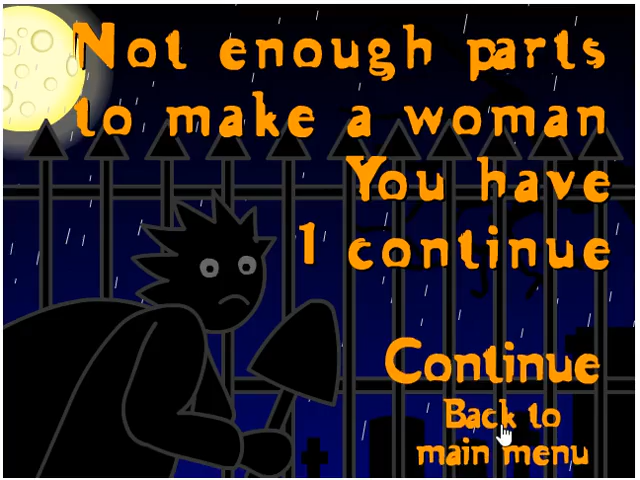 Not enough parts
to make a woman
You have
1 continue
Continue
Back to
main menu